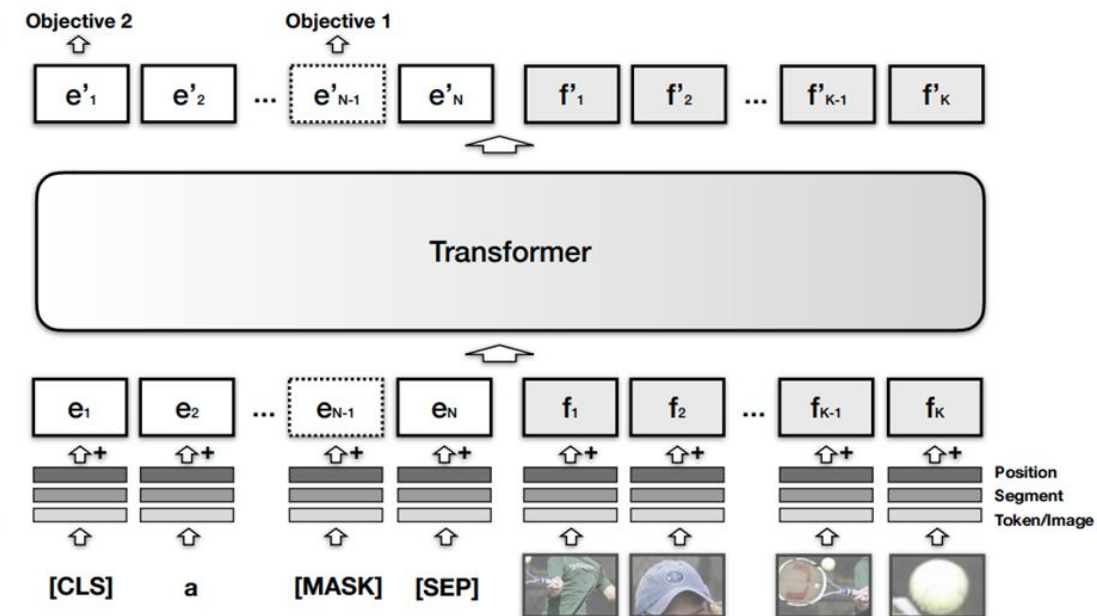 Objective 2 Objective 1
e'1 e'2 ... e'N-1 e'N f'1 f'2 ... f'K-1 f'K
Transformer
e1 e2 ... eN-1 eN f1 f2 ... fK-1 fK
+ + + + + + + +
Position
Segment
Token/Image
[CLS] a [MASK] [SEP]